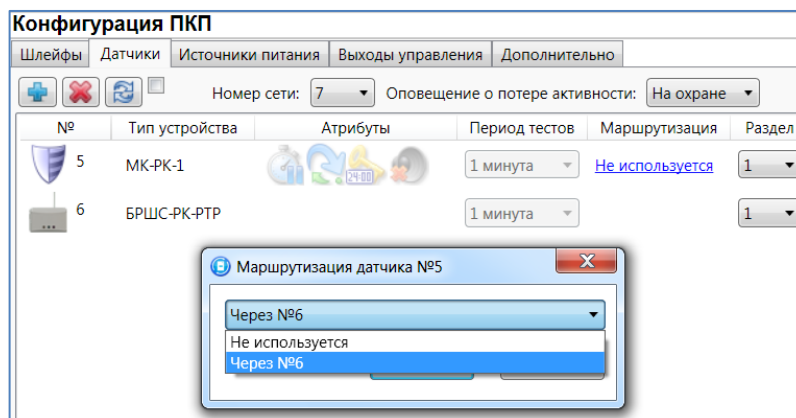 Конфигурация ПКП
Шлейфы Датчики Источники питания Выходы управления Дополнительно
Номер сети: 7 Оповещение о потере активности: На охране
№ Тип устройства Атрибуты Период тестов Маршрутизация Раздел
5 МК-РК-1 24:00 1 минута Не используется 1
6 БРШС-РК-РТР 1 минута 1
Маршрутизация датчика №5
Через №6
Не используется
Через №6